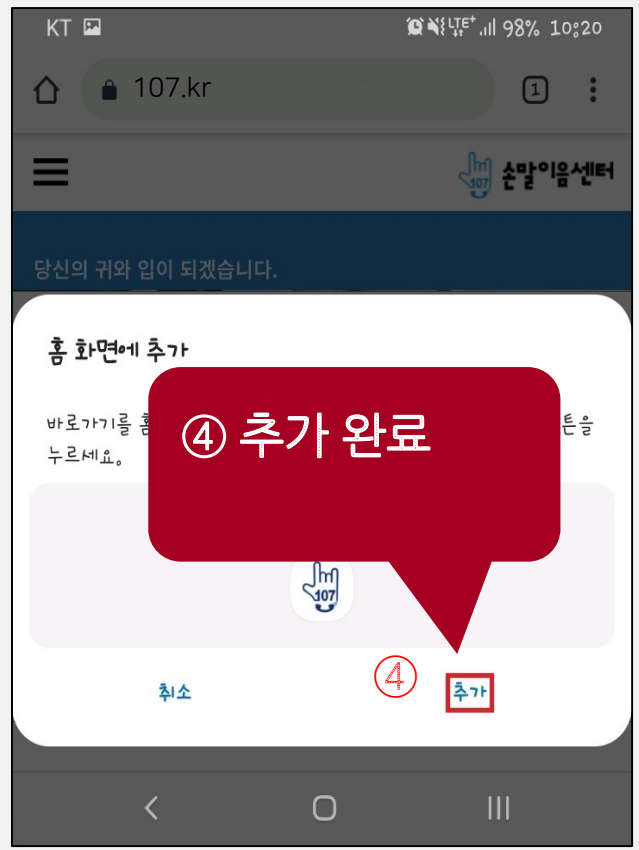 KT LTE+ 98% 10:20
107.kr 1
107 손말이음센터
당신의 귀와 입이 되겠습니다.
홈 화면에 추가
바로가기를 홈 튼을
누르세요.
④ 추가 완료
107
④
취소 추가